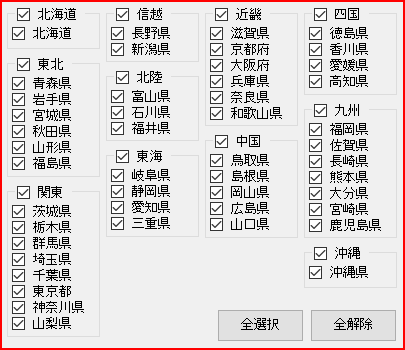 北海道
北海道
東北
青森県
岩手県
宮城県
秋田県
山形県
福島県
関東
茨城県
栃木県
群馬県
埼玉県
千葉県
東京都
神奈川県
山梨県
信越
長野県
新潟県
北陸
富山県
石川県
福井県
東海
岐阜県
静岡県
愛知県
三重県
近畿
滋賀県
京都府
大阪府
兵庫県
奈良県
和歌山県
中国
鳥取県
島根県
岡山県
広島県
山口県
四国
徳島県
香川県
愛媛県
高知県
九州
福岡県
佐賀県
長崎県
熊本県
大分県
宮崎県
鹿児島県
沖縄
沖縄県
全選択
全解除